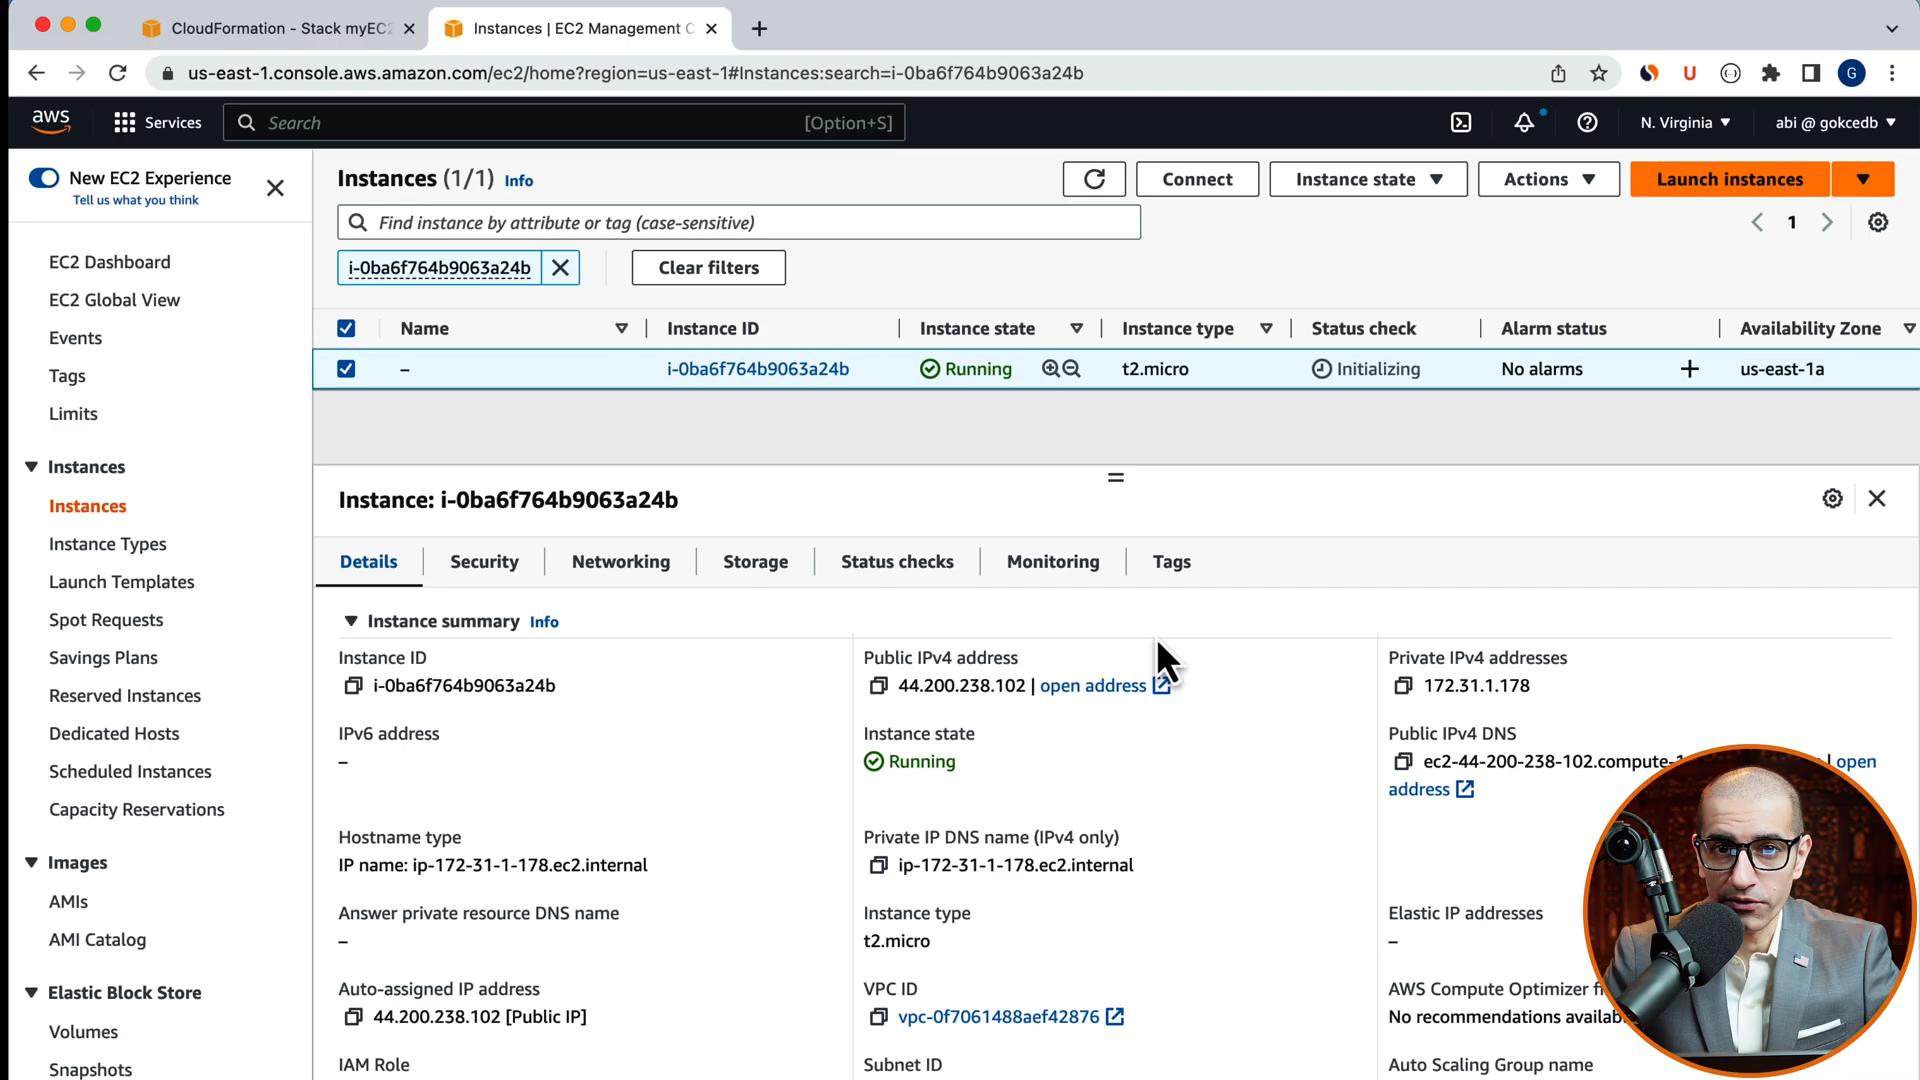 CloudFormation - Stack myEC2
Instances | EC2 Management C
us-east-1.console.aws.amazon.com/ec2/home?region=us-east-1#Instances:search=i-0ba6f764b9063a24b
U
G
aws
Services
Search
[Option+S]
N. Virginia
abi @ gokcedb
New EC2 Experience
Tell us what you think
EC2 Dashboard
EC2 Global View
Events
Tags
Limits
Instances
Instances
Instance Types
Launch Templates
Spot Requests
Savings Plans
Reserved Instances
Dedicated Hosts
Scheduled Instances
Capacity Reservations
Images
AMIs
AMI Catalog
Elastic Block Store
Volumes
Snapshots
Instances (1/1) Info
Connect
Instance state
Actions
Launch instances
Find instance by attribute or tag (case-sensitive)
1
i-0ba6f764b9063a24b
Clear filters
Name Instance ID Instance state Instance type Status check Alarm status Availability Zone
– i-0ba6f764b9063a24b Running t2.micro Initializing No alarms + us-east-1a
Instance: i-0ba6f764b9063a24b
Details Security Networking Storage Status checks Monitoring Tags
Instance summary Info
Instance ID
i-0ba6f764b9063a24b
Public IPv4 address
44.200.238.102 | open address
Private IPv4 addresses
172.31.1.178
IPv6 address
–
Instance state
Running
Public IPv4 DNS
ec2-44-200-238-102.compute- | open
address
Hostname type
IP name: ip-172-31-1-178.ec2.internal
Private IP DNS name (IPv4 only)
ip-172-31-1-178.ec2.internal
Answer private resource DNS name
–
Instance type
t2.micro
Elastic IP addresses
–
Auto-assigned IP address
44.200.238.102 [Public IP]
VPC ID
vpc-0f7061488aef42876
AWS Compute Optimizer
No recommendations
IAM Role
Subnet ID
Auto Scaling Group name